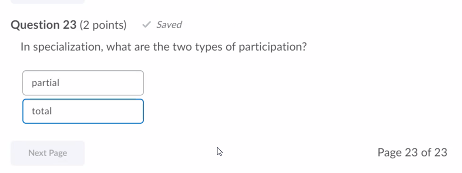 Question 23 (2 points) ✓ Saved
In specialization, what are the two types of participation?
partial
total
Next Page
Page 23 of 23